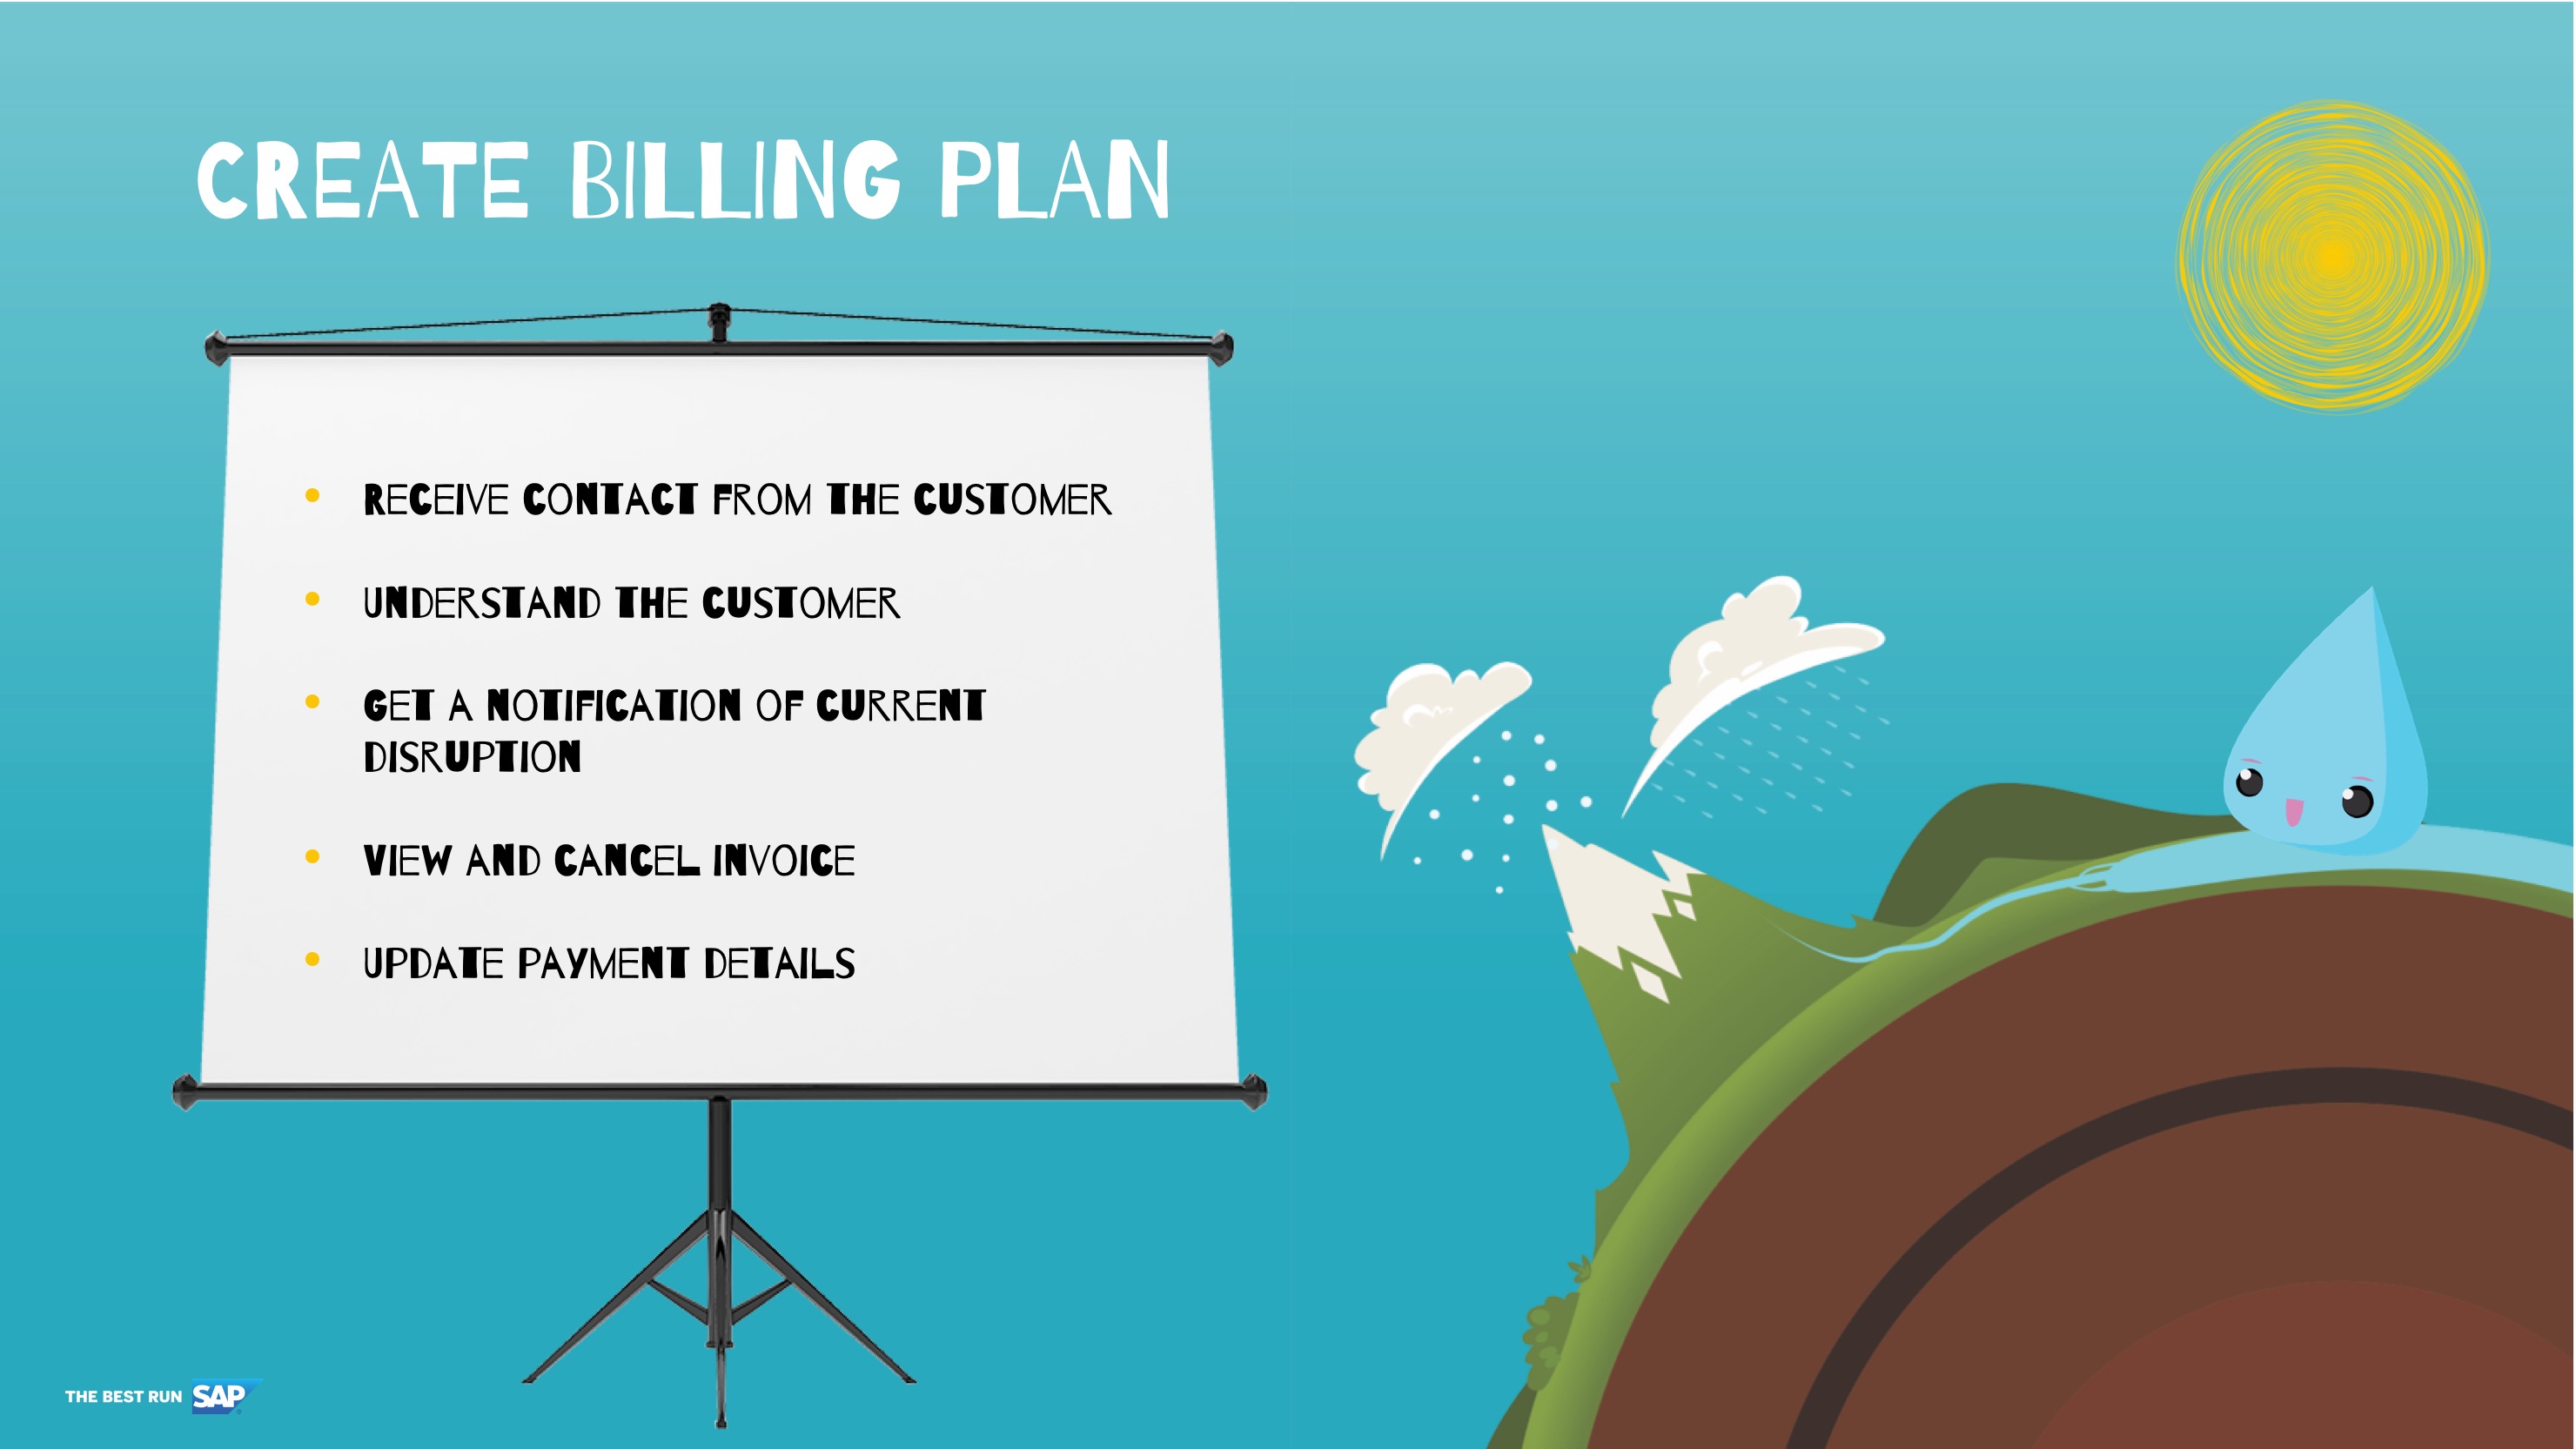 CREATE BILLING PLAN
• RECEIVE CONTACT FROM THE CUSTOMER
• UNDERSTAND THE CUSTOMER
• GET A NOTIFICATION OF CURRENT
DISRUPTION
• VIEW AND CANCEL INVOICE
• UPDATE PAYMENT DETAILS
THE BEST RUN SAP